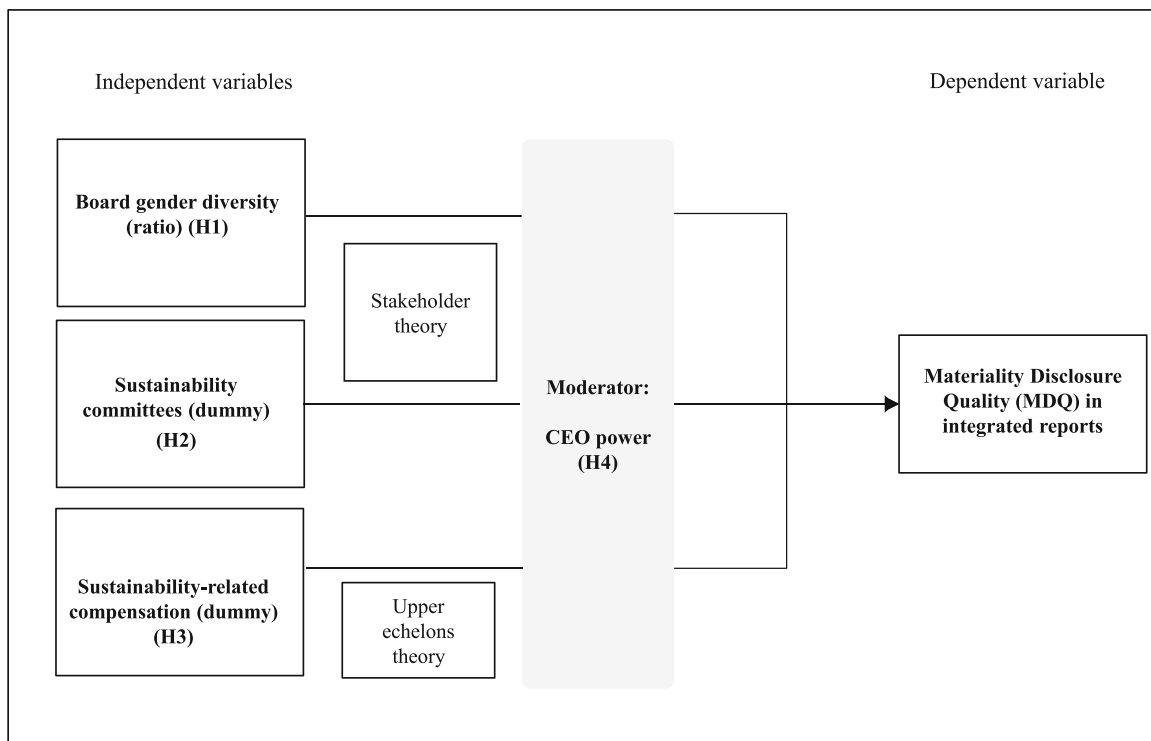 Independent variables
Dependent variable
Board gender diversity
(ratio) (H1)
Stakeholder
theory
Sustainability
committees (dummy)
(H2)
Moderator:
CEO power
(H4)
Materiality Disclosure
Quality (MDQ) in
integrated reports
Sustainability-related
compensation (dummy)
(H3)
Upper
echelons
theory